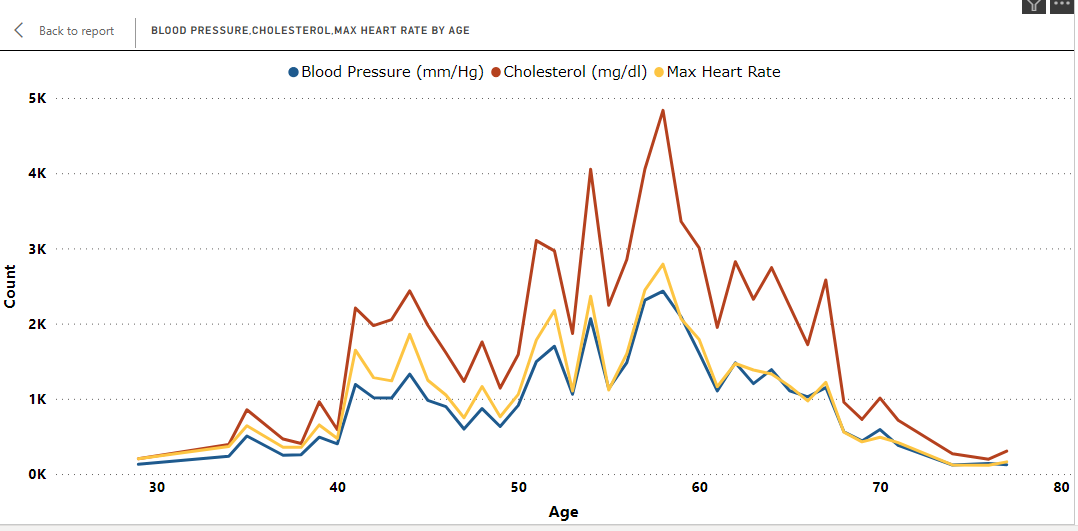 Back to report
BLOOD PRESSURE,CHOLESTEROL,MAX HEART RATE BY AGE
Blood Pressure (mm/Hg) Cholesterol (mg/dl) Max Heart Rate
5K
4K
3K
2K
1K
0K
Count
30 40 50 60 70 80
Age